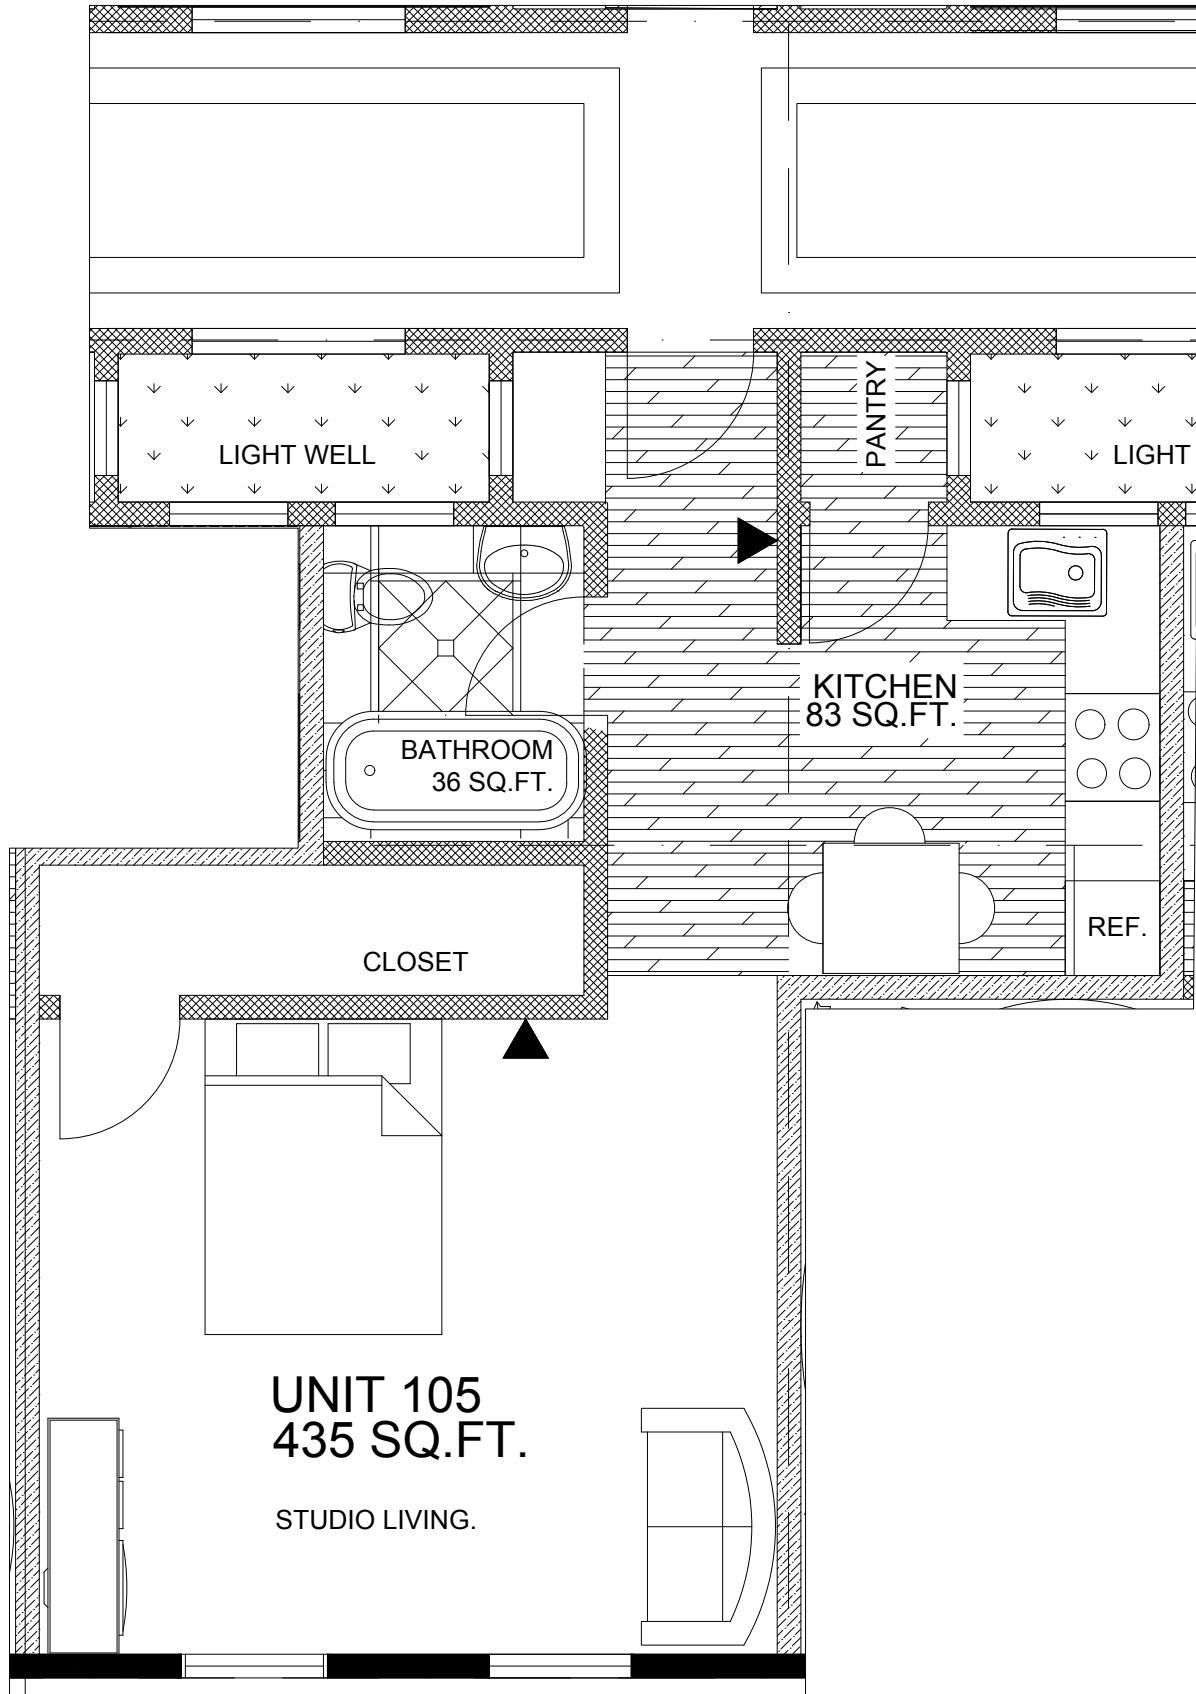 PANTRY
LIGHT WELL
LIGHT
KITCHEN
83 SQ.FT.
BATHROOM
36 SQ.FT.
REF.
CLOSET
UNIT 105
435 SQ.FT.
STUDIO LIVING.